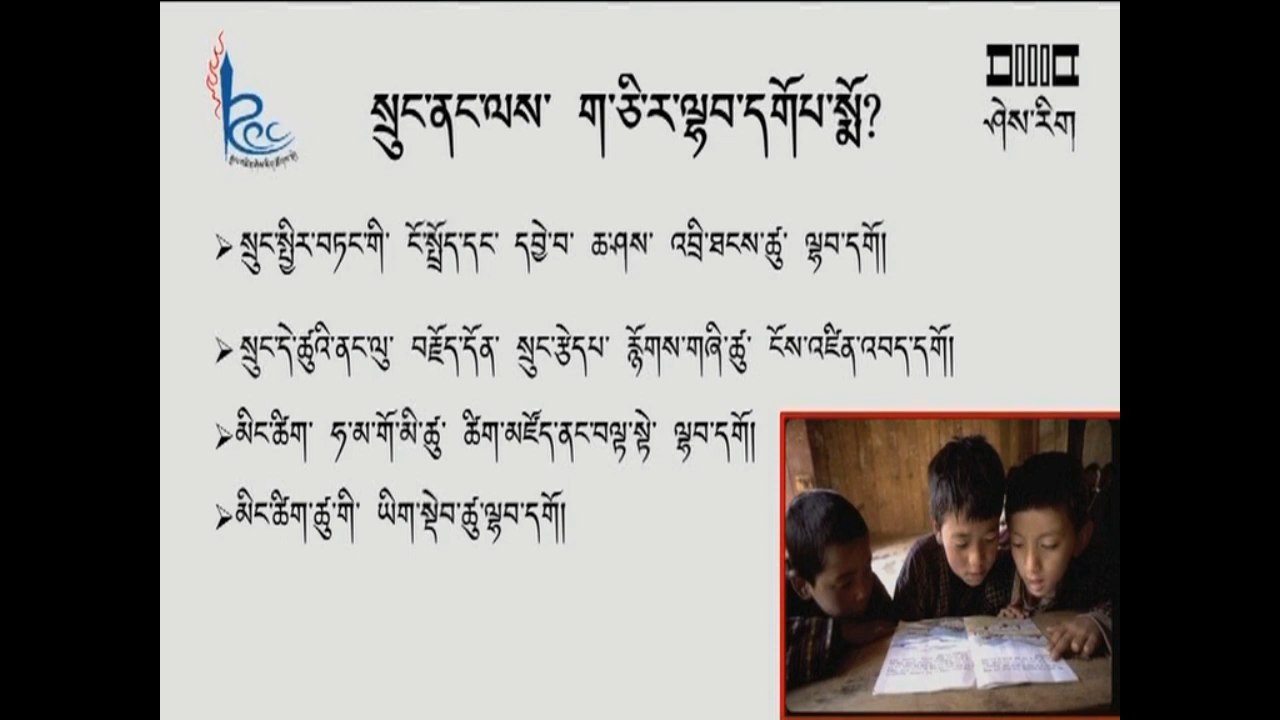 སྲུང་ནང་ལས་ ག་ཅི་ར་ལྷབ་དགོཔ་སྨོ?
ཤེས་རིག
སྲུང་སྤྱིར་བཏང་གི་ ངོ་སྤྲོད་དང་ དབྱེ་བ་ ཆ་ཤས་ འབྲི་ཐངས་ཚུ་ ལྷབ་དགོ།
སྲུང་དེ་ཚུའི་ནང་ལུ་ བརྗོད་དོན་ སྲུང་རྩེདཔ་ རྙོགས་གཞི་ཚུ་ ངོས་འཛིན་འབད་དགོ།
མིང་ཚིག་ ཧ་མ་གོ་མི་ཚུ་ ཚིག་མཛོད་ནང་བལྟ་སྟེ་ ལྷབ་དགོ།
མིང་ཚིག་ཚུ་གི་ ཡིག་སྡེབ་ཚུ་ལྷབ་དགོ།